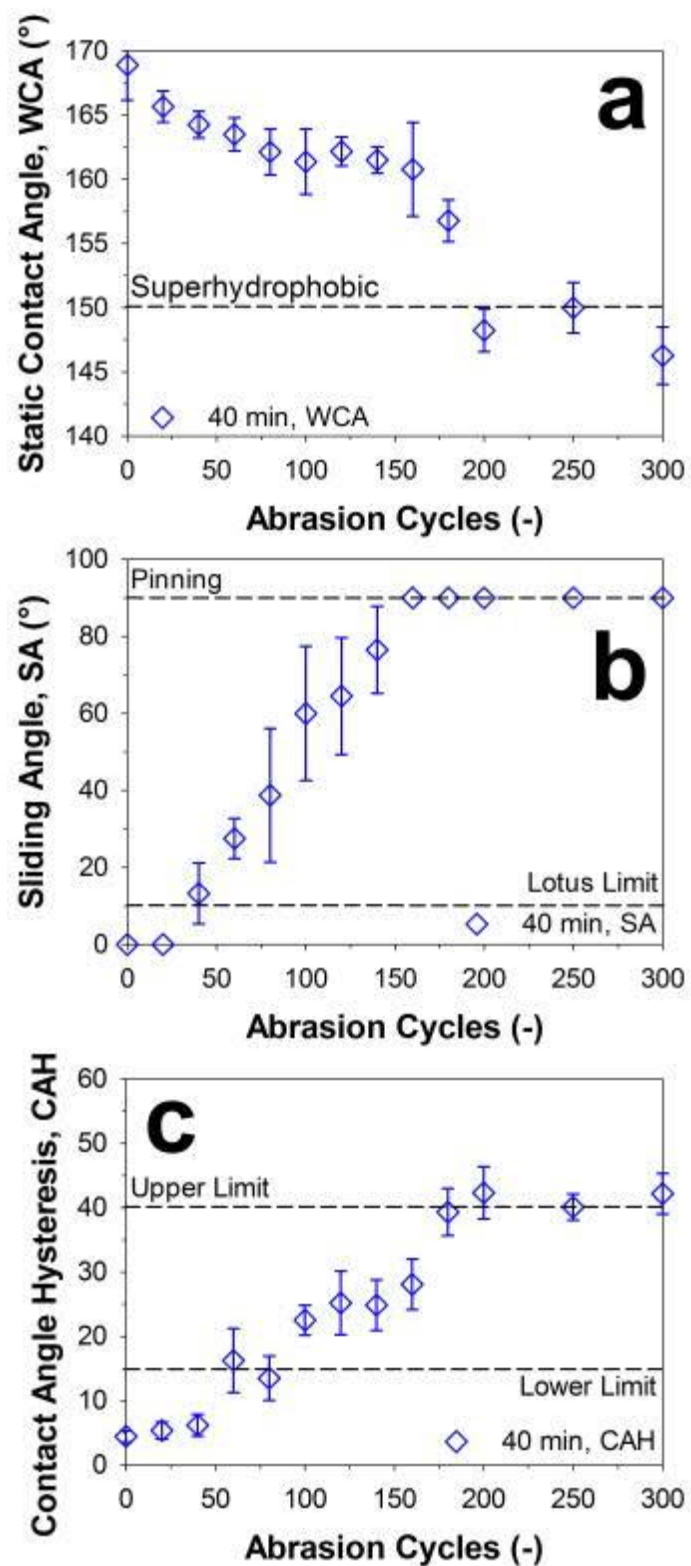 Static Contact Angle, WCA (°)
170
165
160
155
150
145
140
a
Superhydrophobic
40 min, WCA
0 50 100 150 200 250 300
Abrasion Cycles (-)
Sliding Angle, SA (°)
100
80
60
40
20
0
Pinning
b
Lotus Limit
40 min, SA
0 50 100 150 200 250 300
Abrasion Cycles (-)
Contact Angle Hysteresis, CAH
60
50
40
30
20
10
0
c
Upper Limit
Lower Limit
40 min, CAH
0 50 100 150 200 250 300
Abrasion Cycles (-)